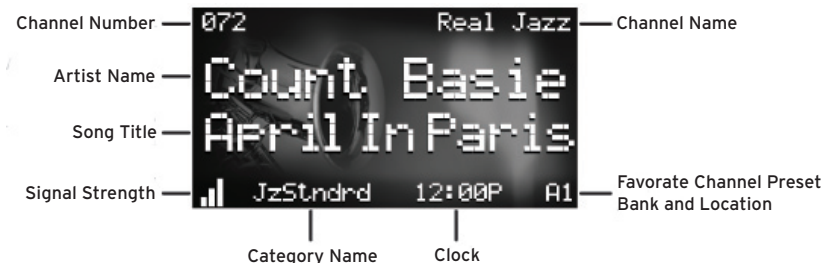 Channel Number 072 Real Jazz Channel Name
Artist Name Count Basie
Song Title April In Paris
Signal Strength JzStndrd 12:00P A1 Favorate Channel Preset
Bank and Location
Category Name Clock